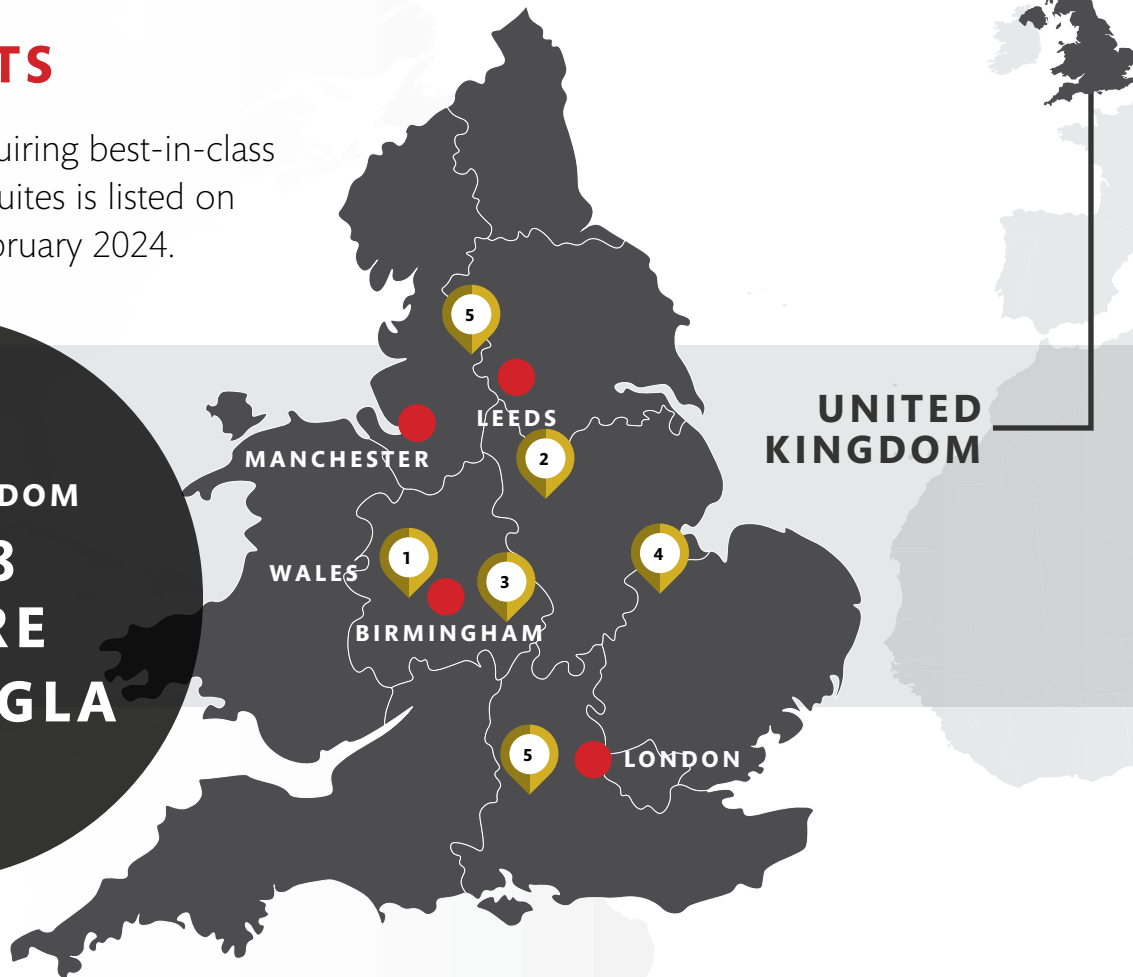 TS
uiring best-in-class
uites is listed on
bruary 2024.
5
LEEDS
MANCHESTER
2
UNITED
KINGDOM
DOM
3
RE
GLA
WALES
1
3
4
BIRMINGHAM
5
LONDON